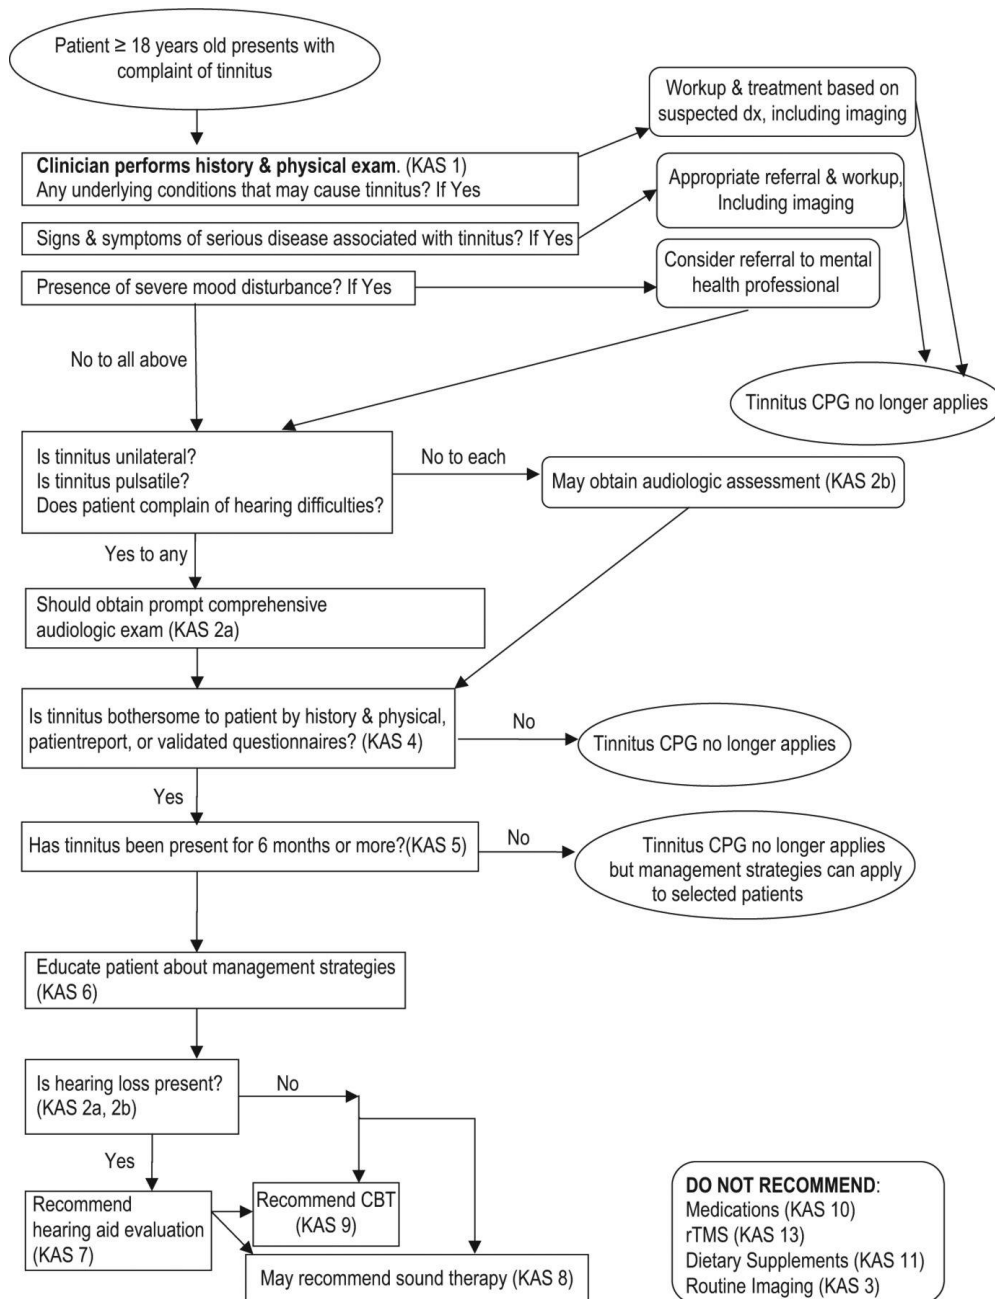 Patient ≥ 18 years old presents with
complaint of tinnitus
Workup & treatment based on
suspected dx, including imaging
Clinician performs history & physical exam. (KAS 1)
Any underlying conditions that may cause tinnitus? If Yes
Appropriate referral & workup,
Including imaging
Signs & symptoms of serious disease associated with tinnitus? If Yes
Consider referral to mental
health professional
Presence of severe mood disturbance? If Yes
No to all above
Tinnitus CPG no longer applies
Is tinnitus unilateral?
Is tinnitus pulsatile?
Does patient complain of hearing difficulties?
No to each
May obtain audiologic assessment (KAS 2b)
Yes to any
Should obtain prompt comprehensive
audiologic exam (KAS 2a)
Is tinnitus bothersome to patient by history & physical,
patientreport, or validated questionnaires? (KAS 4)
No
Tinnitus CPG no longer applies
Yes
Has tinnitus been present for 6 months or more?(KAS 5)
No
Tinnitus CPG no longer applies
but management strategies can apply
to selected patients
Educate patient about management strategies
(KAS 6)
Is hearing loss present?
(KAS 2a, 2b)
No
Yes
Recommend
hearing aid evaluation
(KAS 7)
Recommend CBT
(KAS 9)
May recommend sound therapy (KAS 8)
DO NOT RECOMMEND:
Medications (KAS 10)
rTMS (KAS 13)
Dietary Supplements (KAS 11)
Routine Imaging (KAS 3)